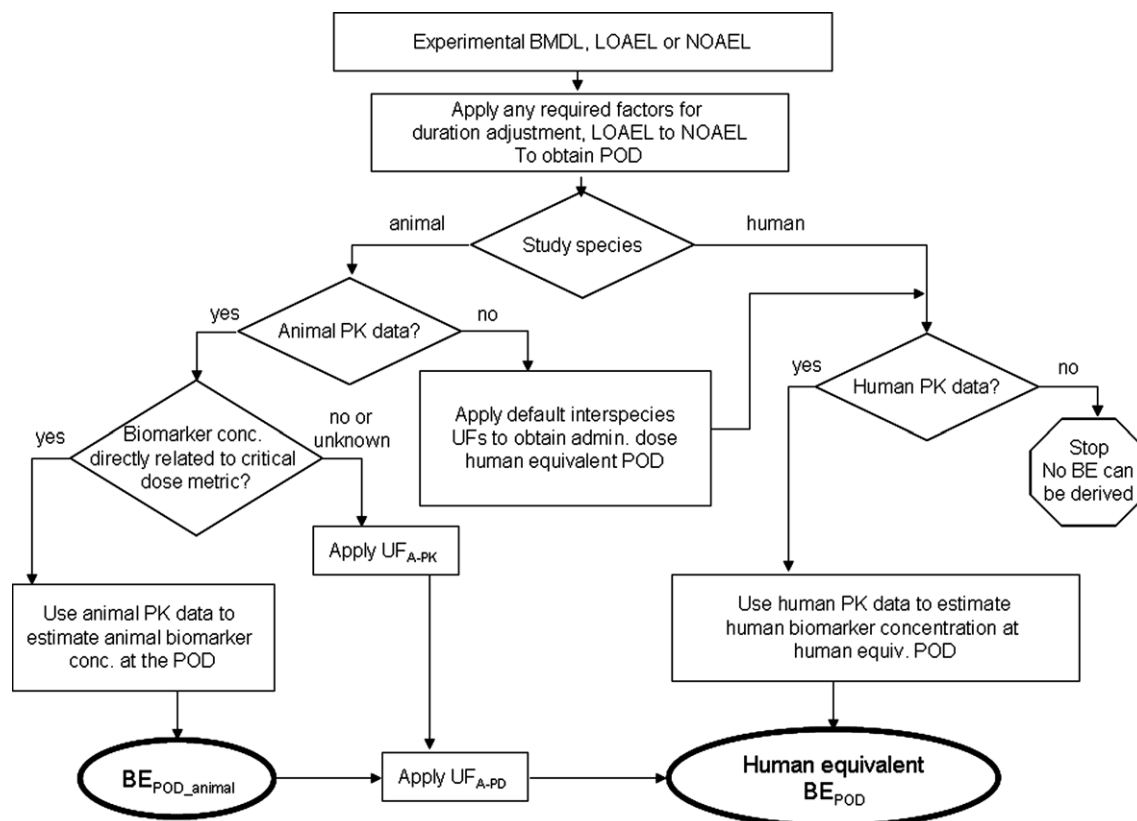 Experimental BMDL, LOAEL or NOAEL
Apply any required factors for
duration adjustment, LOAEL to NOAEL
To obtain POD
animal
human
Study species
yes
Animal PK data?
no
yes
Human PK data?
no
yes
Biomarker conc.
directly related to critical
dose metric?
no or
unknown
Apply default interspecies
UFs to obtain admin. dose
human equivalent POD
Stop
No BE can
be derived
Apply UFA-PK
Use animal PK data to
estimate animal biomarker
conc. at the POD
Use human PK data to estimate
human biomarker concentration at
human equiv. POD
BEPOD_animal
Apply UFA-PD
Human equivalent
BEPOD